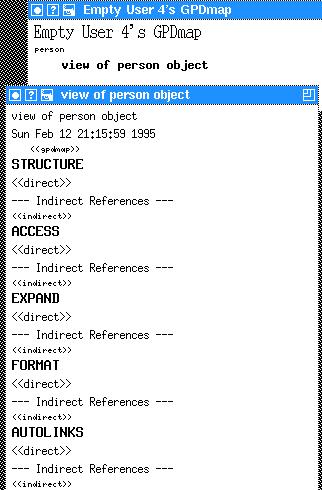 Empty User 4's GPDmap
Empty User 4's GPDmap
person
view of person object
view of person object
view of person object
Sun Feb 12 21:15:59 1995
<<gpdmap>>
STRUCTURE
<<direct>>
--- Indirect References ---
<<indirect>>
ACCESS
<<direct>>
--- Indirect References ---
<<indirect>>
EXPAND
<<direct>>
--- Indirect References ---
<<indirect>>
FORMAT
<<direct>>
--- Indirect References ---
<<indirect>>
AUTOLINKS
<<direct>>
--- Indirect References ---
<<indirect>>